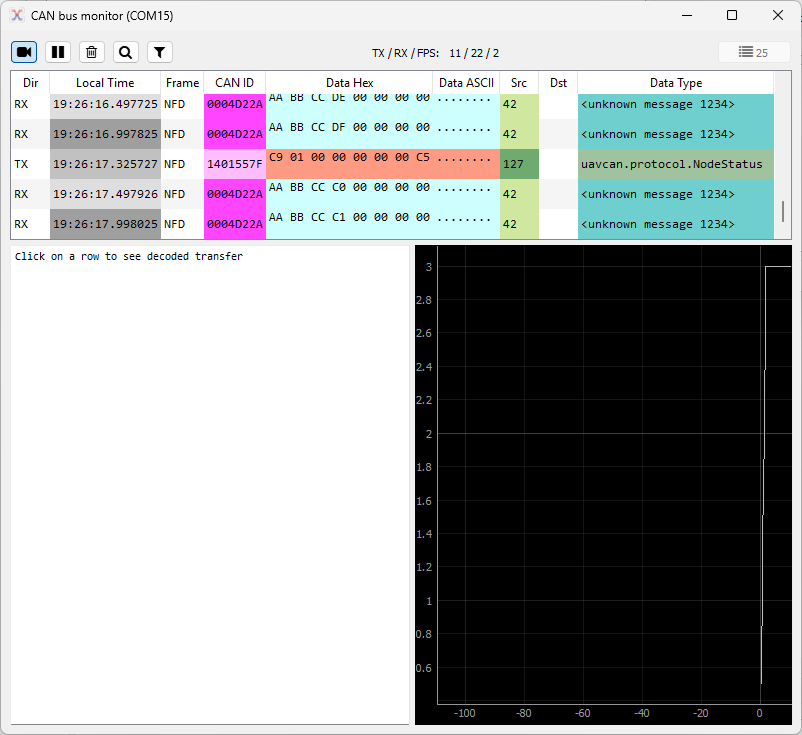 CAN bus monitor (COM15)
TX / RX / FPS: 11 / 22 / 2
25
Dir Local Time Frame CAN ID Data Hex Data ASCII Src Dst Data Type
RX 19:26:16.497725 NFD 0004D22A AA BB CC DE 00 00 00 00 ........ 42 <unknown message 1234>
RX 19:26:16.997825 NFD 0004D22A AA BB CC DF 00 00 00 00 ........ 42 <unknown message 1234>
TX 19:26:17.325727 NFD 1401557F C9 01 00 00 00 00 00 C5 ........ 127 uavcan.protocol.NodeStatus
RX 19:26:17.497926 NFD 0004D22A AA BB CC C0 00 00 00 00 ........ 42 <unknown message 1234>
RX 19:26:17.998025 NFD 0004D22A AA BB CC C1 00 00 00 00 ........ 42 <unknown message 1234>
Click on a row to see decoded transfer
3
2.8
2.6
2.4
2.2
2
1.8
1.6
1.4
1.2
1
0.8
0.6
-100 -80 -60 -40 -20 0